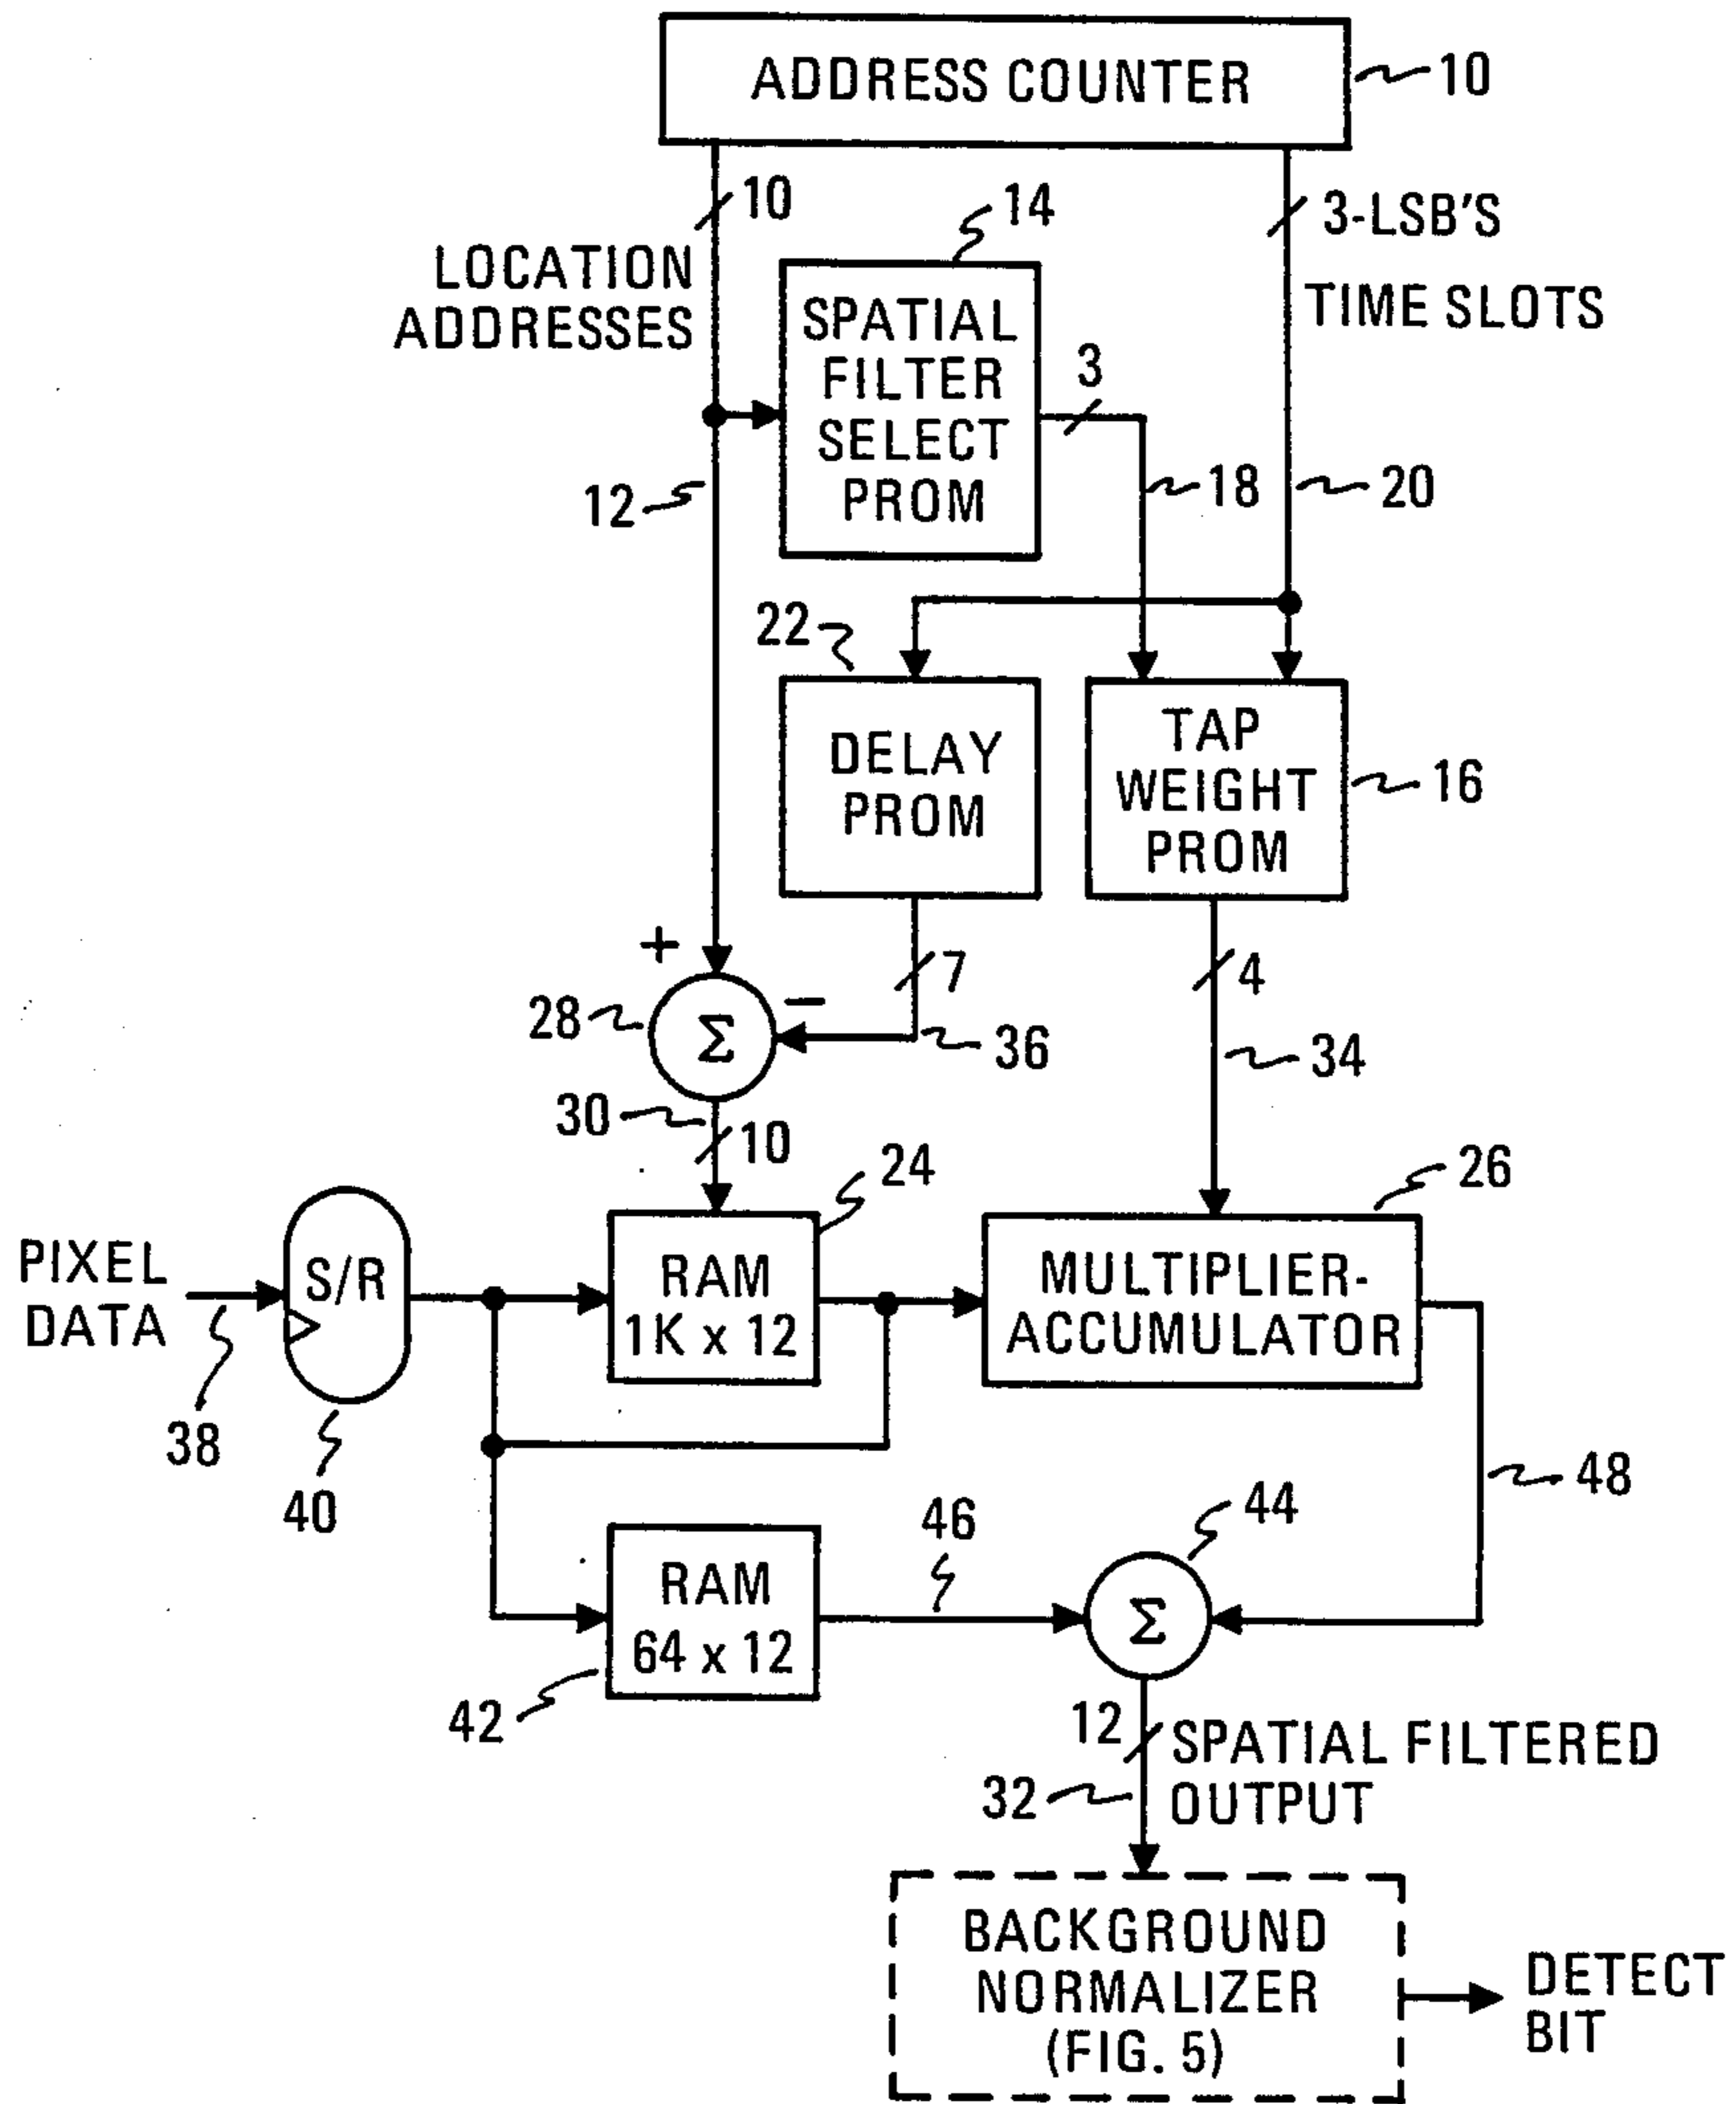 ADDRESS COUNTER
10
10
3-LSB'S
LOCATION
ADDRESSES
14
TIME SLOTS
SPATIAL
FILTER
SELECT
PROM
3
12
18
20
22
DELAY
PROM
TAP
WEIGHT
PROM
16
+
7
4
28
Σ
−
36
34
30
10
24
26
PIXEL
DATA
S/R
RAM
1K x 12
MULTIPLIER-
ACCUMULATOR
38
40
48
46
44
RAM
64 x 12
Σ
42
12
SPATIAL FILTERED
OUTPUT
32
BACKGROUND
NORMALIZER
(FIG. 5)
DETECT
BIT